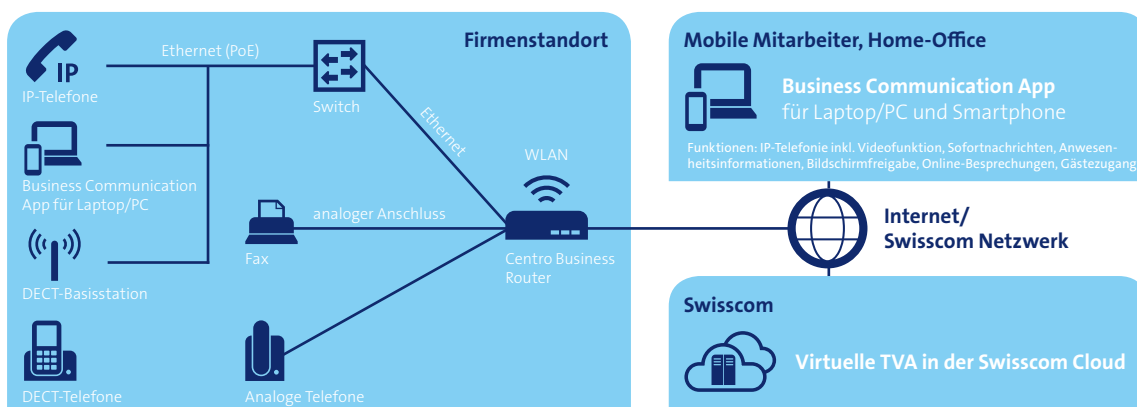 Firmenstandort
Ethernet (PoE)
IP
IP-Telefone
Switch
Ethernet
WLAN
Business Communication
App für Laptop/PC
analoger Anschluss
Fax
Centro Business
Router
DECT-Basisstation
DECT-Telefone
Analoge Telefone
Mobile Mitarbeiter, Home-Office
Business Communication App
für Laptop/PC und Smartphone
Funktionen: IP-Telefonie inkl. Videofunktion, Sofortnachrichten, Anwesen-
heitsinformationen, Bildschirmfreigabe, Online-Besprechungen, Gästezugang
Internet/
Swisscom Netzwerk
Swisscom
Virtuelle TVA in der Swisscom Cloud